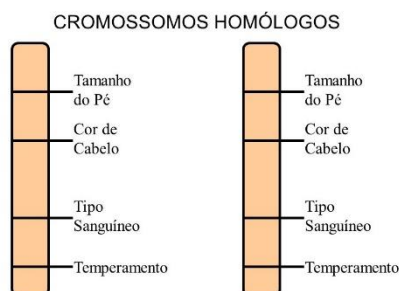 CROMOSSOMOS HOMÓLOGOS
Tamanho
do Pé
Cor de
Cabelo
Tipo
Sanguíneo
Temperamento
Tamanho
do Pé
Cor de
Cabelo
Tipo
Sanguíneo
Temperamento